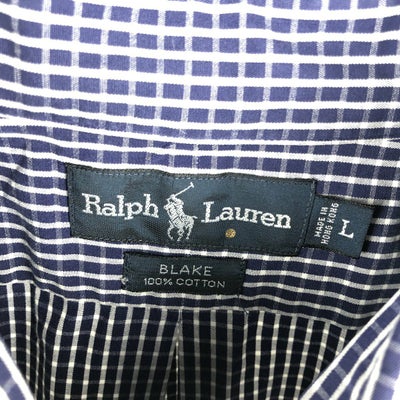 Ralph Lauren
MADE IN
HONG KONG
L
BLAKE
100% COTTON